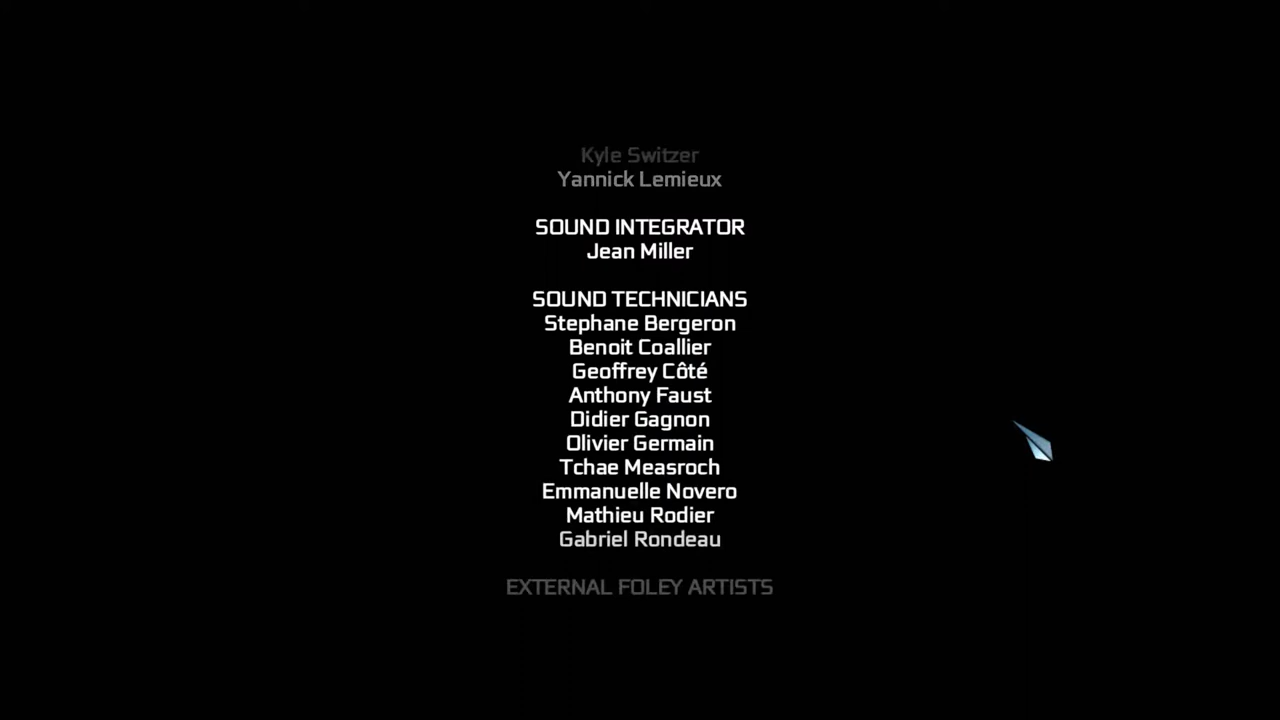 Kyle Switzer
Yannick Lemieux
SOUND INTEGRATOR
Jean Miller
SOUND TECHNICIANS
Stephane Bergeron
Benoit Coallier
Geoffrey Côté
Anthony Faust
Didier Gagnon
Olivier Germain
Tchae Measroch
Emmanuelle Novero
Mathieu Rodier
Gabriel Rondeau
EXTERNAL FOLEY ARTISTS